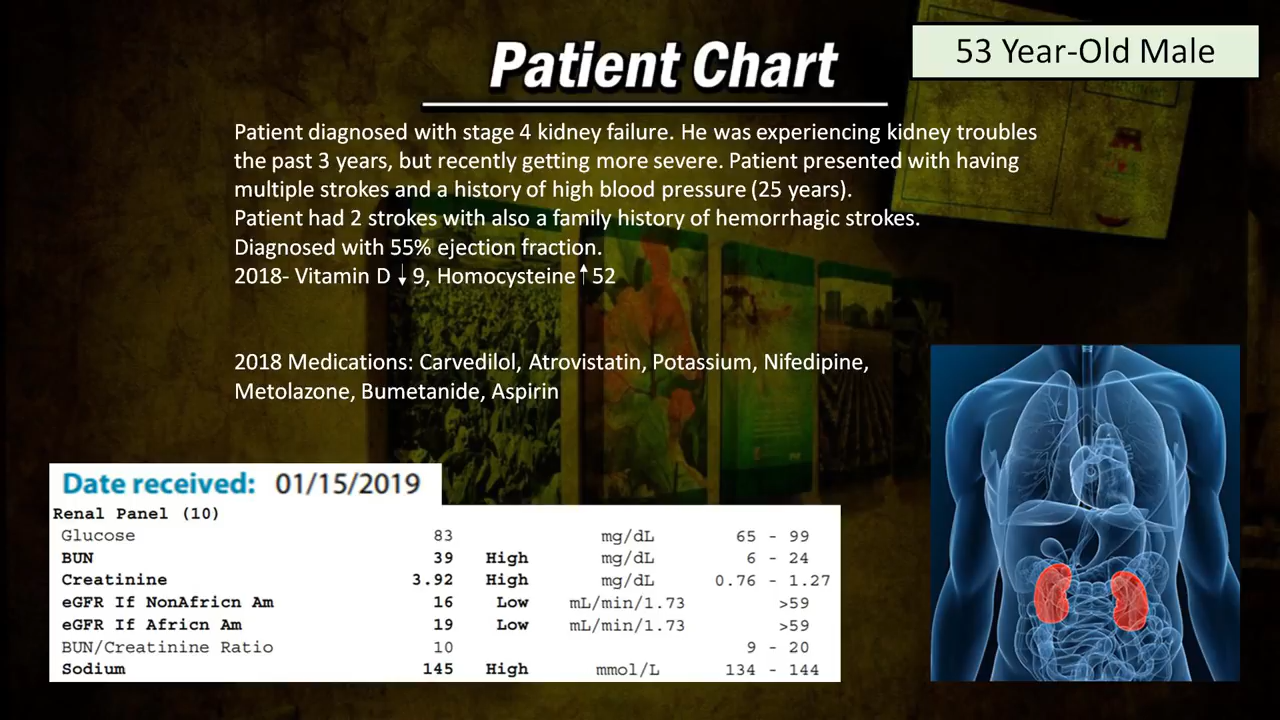 Patient Chart
53 Year-Old Male
Patient diagnosed with stage 4 kidney failure. He was experiencing kidney troubles
the past 3 years, but recently getting more severe. Patient presented with having
multiple strokes and a history of high blood pressure (25 years).
Patient had 2 strokes with also a family history of hemorrhagic strokes.
Diagnosed with 55% ejection fraction.
2018- Vitamin D ↓ 9, Homocysteine ↑ 52
2018 Medications: Carvedilol, Atrovistatin, Potassium, Nifedipine,
Metolazone, Bumetanide, Aspirin
Date received: 01/15/2019
Renal Panel (10)
Glucose 83 mg/dL 65 - 99
BUN 39 High mg/dL 6 - 24
Creatinine 3.92 High mg/dL 0.76 - 1.27
eGFR If NonAfricn Am 16 Low mL/min/1.73 >59
eGFR If Africn Am 19 Low mL/min/1.73 >59
BUN/Creatinine Ratio 10 9 - 20
Sodium 145 High mmol/L 134 - 144